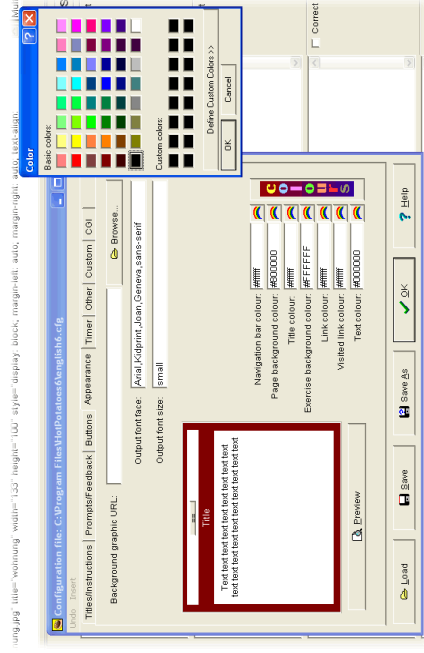 title="wohnung" width="133" height="100" style="display: block; margin-left: auto; margin-right: auto; text-align:
Configuration file: C:\Program Files\HotPotatoes6\english6.cfg
Undo Insert
Titles/Instructions Prompts/Feedback Buttons Appearance Timer Other Custom CGI
Background graphic URL:
Browse...
Output font face: Arial,Kidprint,Joan,Geneva,sans-serif
Output font size: small
Title
Text text text text text text text text text
text text text text text text text text text
Preview
Navigation bar colour: #ffffff
Page background colour: #800000
Title colour: #ffffff
Exercise background colour: #FFFFFF
Link colour: #ffffff
Visited link colour: #ffffff
Text colour: #000000
Colours
Load
Save
Save As
OK
Help
Color
Basic colors:
Custom colors:
Define Custom Colors >>
OK
Cancel
Correct